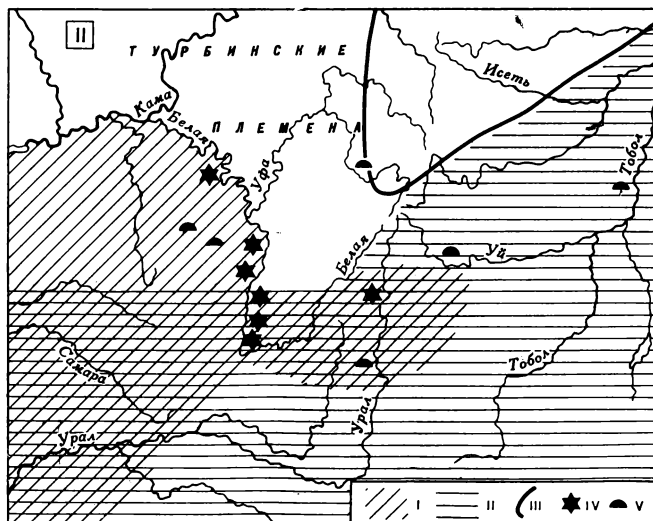 II
ТУРБИНСКИЕ
Исеть
Кама
Белая
ПЛЕМЕНА
Уфа
Тобол
Белая
Уй
Самара
Тобол
Урал
Урал
I II III IV V